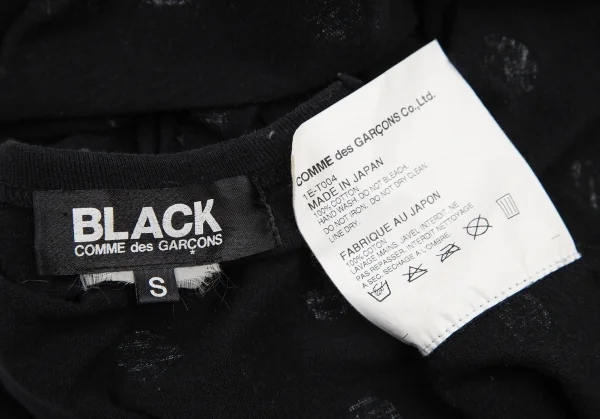 BLACK
COMME des GARÇONS
S
COMME des GARÇONS Co.,Ltd.
1E-T004
MADE IN JAPAN
100% COTTON
HAND WASH. DO NOT BLEACH.
DO NOT IRON. DO NOT DRY CLEAN.
LINE DRY.
FABRIQUE AU JAPON
100% COTON
LAVAGE MAINS, JAVEL INTERDIT, NE
PAS REPASSER, INTERDIT NETTOYAGE
A SEC, SECHAGE A L'OMBRE.